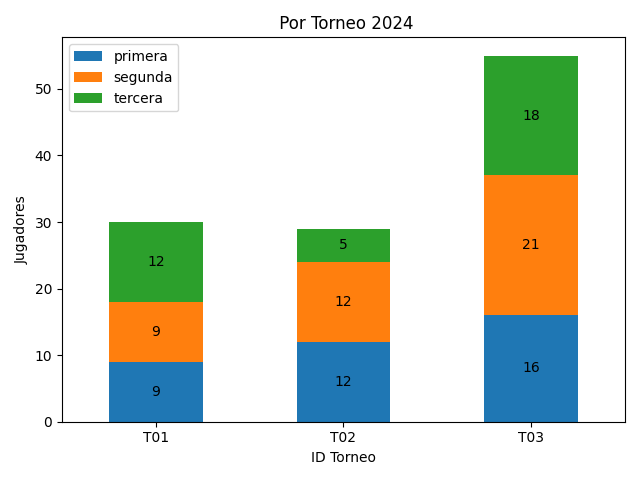 Por Torneo 2024
primera
segunda
tercera
Jugadores
50
40
30
20
10
0
12
9
9
5
12
12
18
21
16
T01
T02
T03
ID Torneo